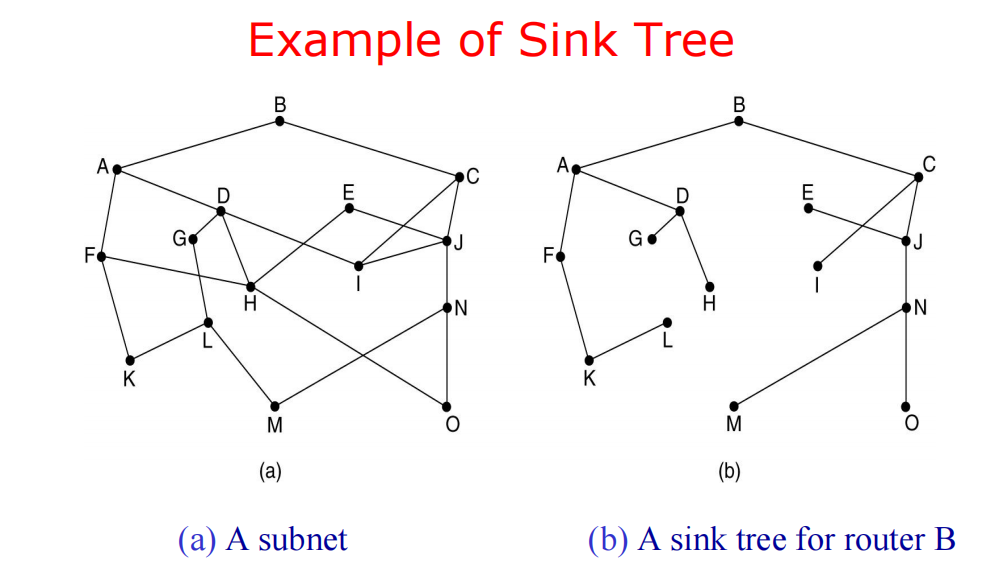 Example of Sink Tree
B
A
C
D
E
G
F
J
H
I
N
L
K
M
O
(a)
B
A
C
D
E
G
F
J
H
I
N
L
K
M
O
(b)
(a) A subnet
(b) A sink tree for router B